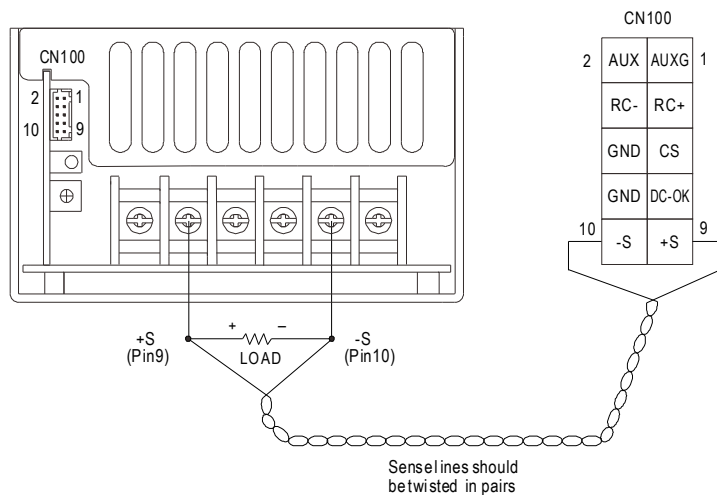 CN100
2 1
10 9
+S
(Pin9)
+ −
LOAD
-S
(Pin10)
CN100
2 AUX AUXG 1
RC- RC+
GND CS
GND DC-OK
10 -S +S 9
Sense lines should
be twisted in pairs